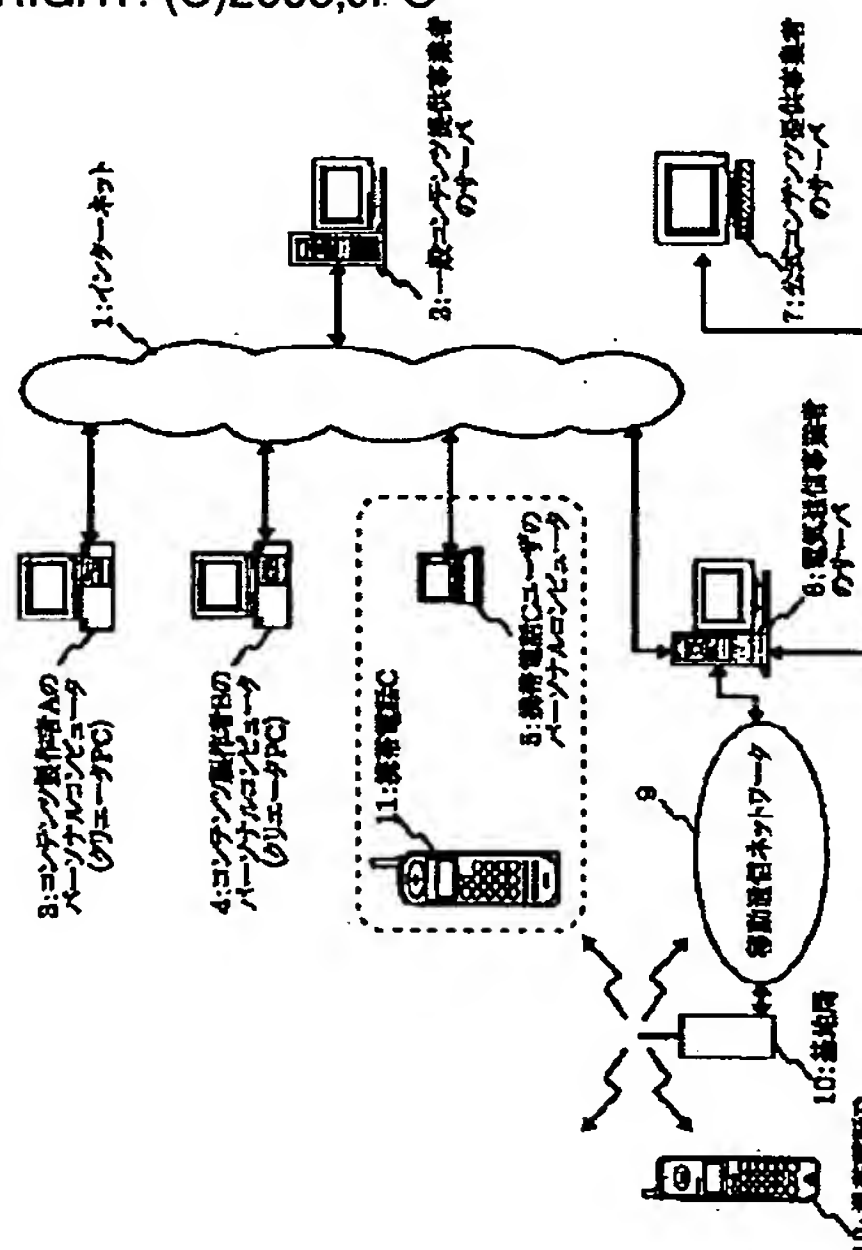 (C)
1:インターネット
2:一般コンテンツ提供事業者
のサーバ
3:コンテンツ製作者Aの
パーソナルコンピュータ
(クリエータPC)
4:コンテンツ製作者Bの
パーソナルコンピュータ
(クリエータPC)
5:携帯電話Cユーザの
パーソナルコンピュータ
11:携帯電話C
6:電気通信事業者
のサーバ
7:公式コンテンツ提供事業者
のサーバ
9
移動通信ネットワーク
10:基地局